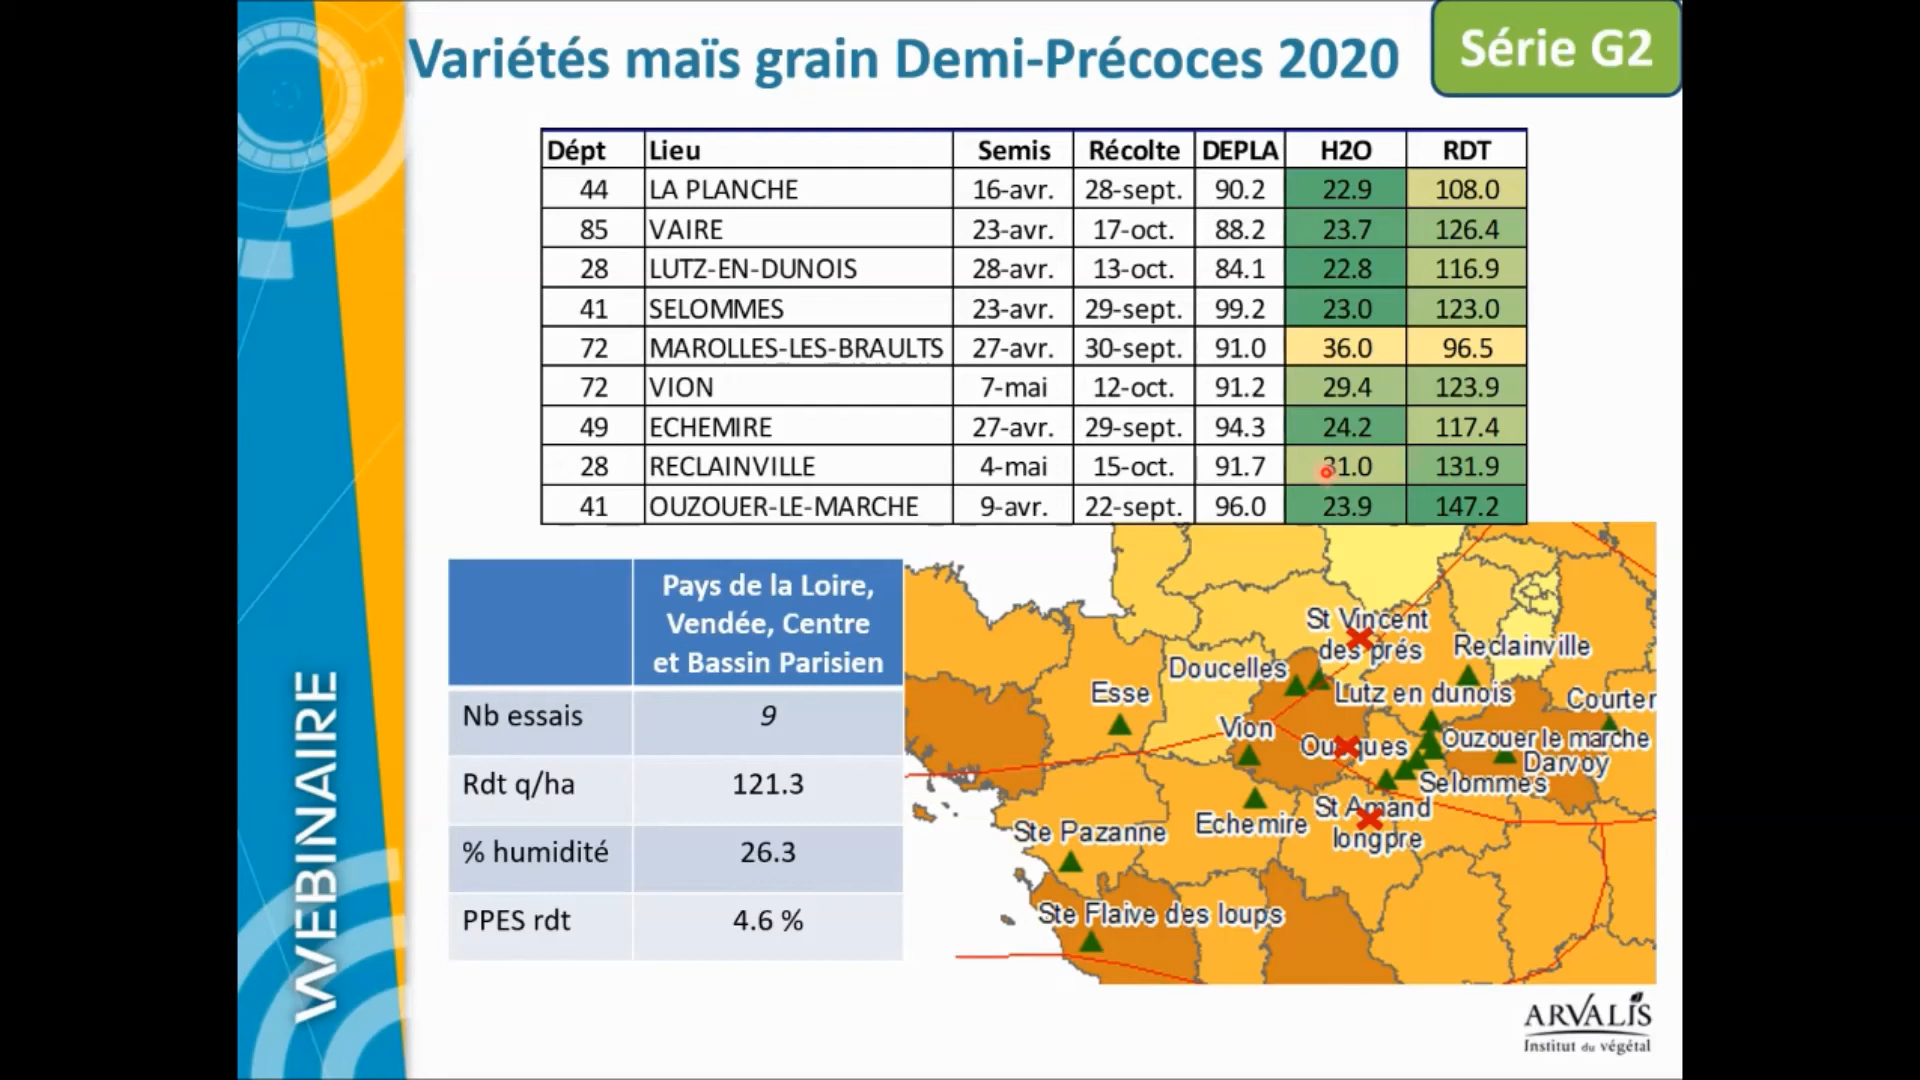 Variétés maïs grain Demi-Précoces 2020
Série G2
Dépt Lieu Semis Récolte DEPLA H2O RDT
44 LA PLANCHE 16-avr. 28-sept. 90.2 22.9 108.0
85 VAIRE 23-avr. 17-oct. 88.2 23.7 126.4
28 LUTZ-EN-DUNOIS 28-avr. 13-oct. 84.1 22.8 116.9
41 SELOMMES 23-avr. 29-sept. 99.2 23.0 123.0
72 MAROLLES-LES-BRAULTS 27-avr. 30-sept. 91.0 36.0 96.5
72 VION 7-mai 12-oct. 91.2 29.4 123.9
49 ECHEMIRE 27-avr. 29-sept. 94.3 24.2 117.4
28 RECLAINVILLE 4-mai 15-oct. 91.7 31.0 131.9
41 OUZOUER-LE-MARCHE 9-avr. 22-sept. 96.0 23.9 147.2
Pays de la Loire,
Vendée, Centre
et Bassin Parisien
Nb essais 9
Rdt q/ha 121.3
% humidité 26.3
PPES rdt 4.6 %
St Vincent
des prés
Reclainville
Doucelles
Esse
Lutz en dunois
Courter
Vion
Ouzouer le marche
Darvoy
Selommes
St Amand
longpre
Echemire
Ste Pazanne
Ste Flaive des loups
WEBINAIRE
ARVALIS
Institut du végétal